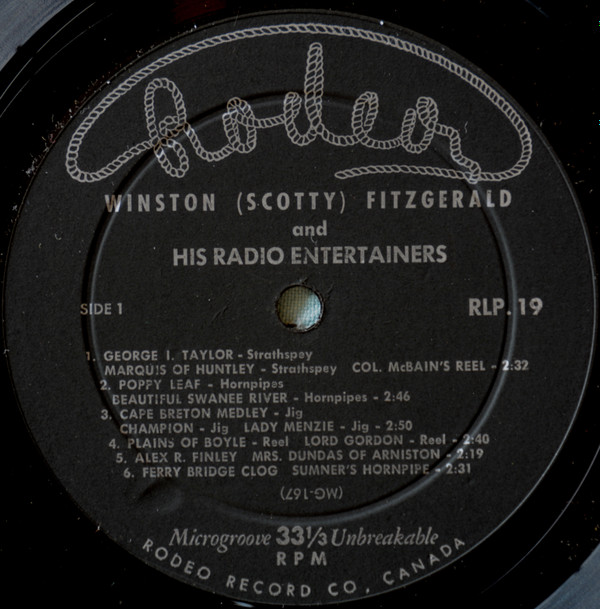 Rodeo
WINSTON (SCOTTY) FITZGERALD
and
HIS RADIO ENTERTAINERS
SIDE 1
RLP. 19
1. GEORGE I. TAYLOR - Strathspey
MARQUIS OF HUNTLEY - Strathspey COL. McBAIN'S REEL - 2:32
2. POPPY LEAF - Hornpipes
BEAUTIFUL SWANEE RIVER - Hornpipes - 2:46
3. CAPE BRETON MEDLEY - Jig
CHAMPION - Jig LADY MENZIE - Jig - 2:50
4. PLAINS OF BOYLE - Reel LORD GORDON - Reel - 2:40
5. ALEX R. FINLEY MRS. DUNDAS OF ARNISTON - 2:19
6. FERRY BRIDGE CLOG SUMNER'S HORNPIPE - 2:31
(MG-167)
Microgroove 33 1/3 Unbreakable
RPM
RODEO RECORD CO, CANADA